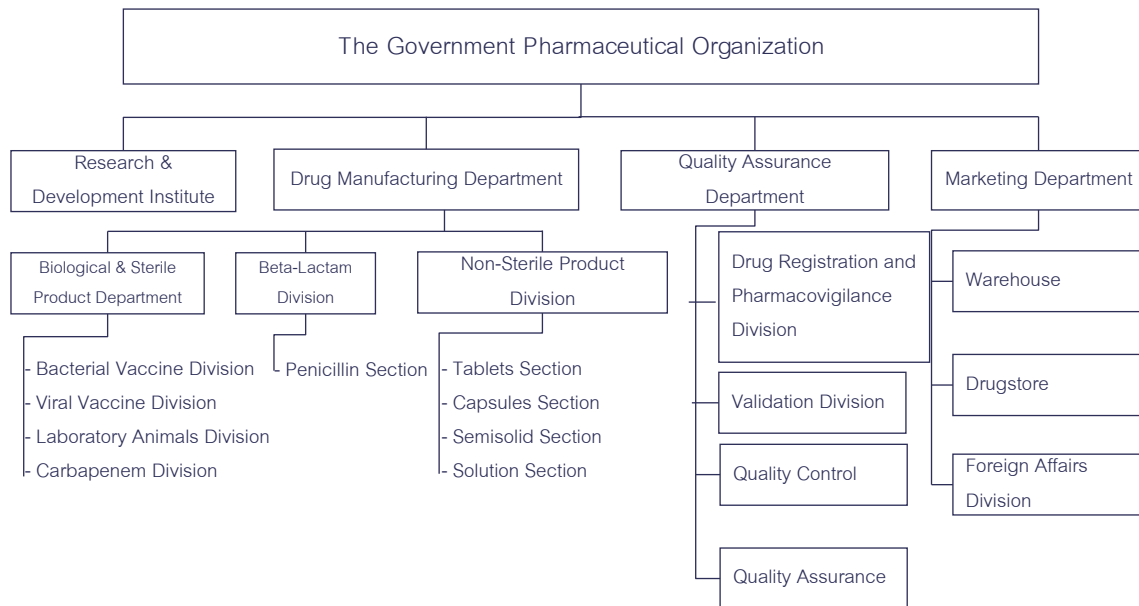 The Government Pharmaceutical Organization
Research &
Development Institute
Drug Manufacturing Department
Quality Assurance
Department
Marketing Department
Biological & Sterile
Product Department
Beta-Lactam
Division
Non-Sterile Product
Division
- Bacterial Vaccine Division
- Viral Vaccine Division
- Laboratory Animals Division
- Carbapenem Division
- Penicillin Section
- Tablets Section
- Capsules Section
- Semisolid Section
- Solution Section
Drug Registration and
Pharmacovigilance
Division
Validation Division
Quality Control
Quality Assurance
Warehouse
Drugstore
Foreign Affairs
Division